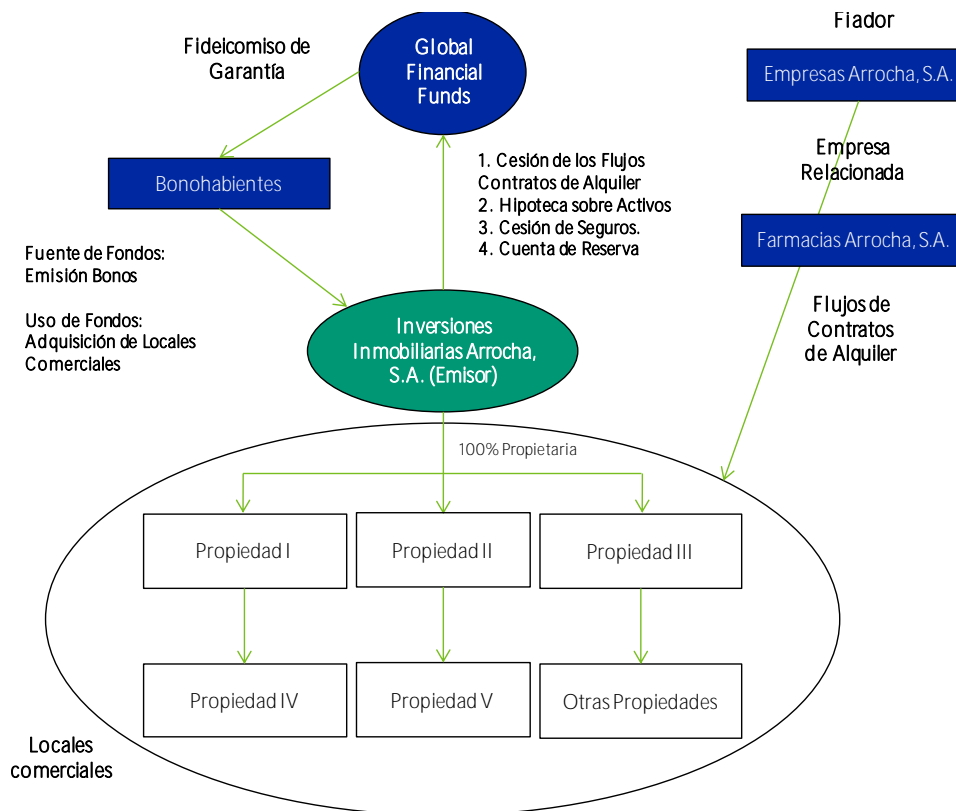 Fideicomiso de
Garantía
Global
Financial
Funds
Fiador
Empresas Arrocha, S.A.
Empresa
Relacionada
Farmacias Arrocha, S.A.
Flujos de
Contratos
de Alquiler
Bonohabientes
1. Cesión de los Flujos
Contratos de Alquiler
2. Hipoteca sobre Activos
3. Cesión de Seguros.
4. Cuenta de Reserva
Fuente de Fondos:
Emisión Bonos
Uso de Fondos:
Adquisición de Locales
Comerciales
Inversiones
Inmobiliarias Arrocha,
S.A. (Emisor)
100% Propietaria
Propiedad I
Propiedad II
Propiedad III
Propiedad IV
Propiedad V
Otras Propiedades
Locales
comerciales